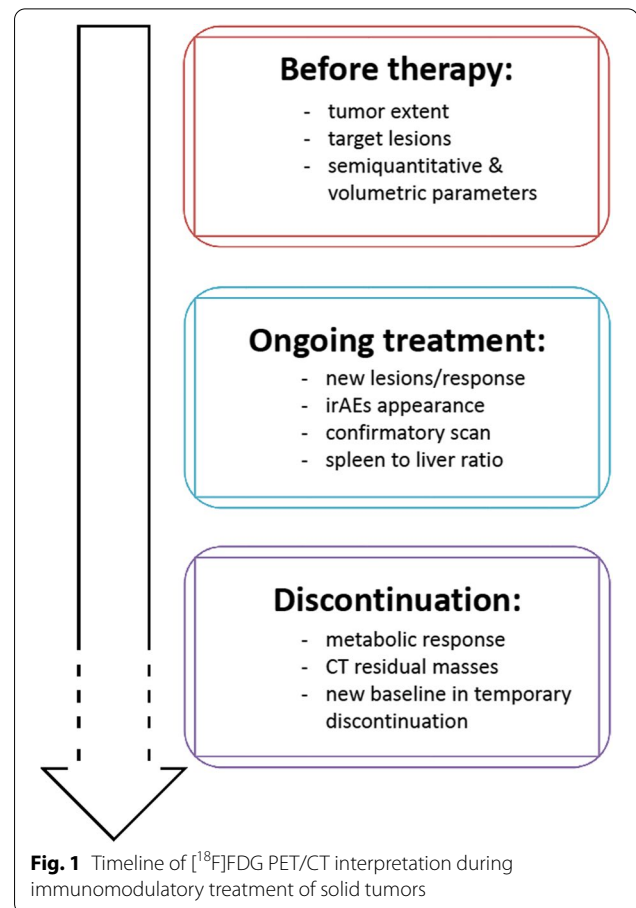 Before therapy:
- tumor extent
- target lesions
- semiquantitative &
volumetric parameters
Ongoing treatment:
- new lesions/response
- irAEs appearance
- confirmatory scan
- spleen to liver ratio
Discontinuation:
- metabolic response
- CT residual masses
- new baseline in temporary
discontinuation
Fig. 1 Timeline of [¹⁸F]FDG PET/CT interpretation during
immunomodulatory treatment of solid tumors